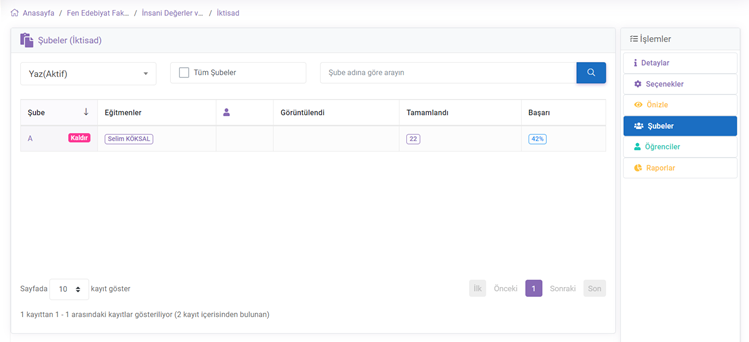 Anasayfa / Fen Edebiyat Fak... / İnsani Değerler v... / İktisad
Şubeler (İktisad)
Yaz(Aktif)
Tüm Şubeler
Şube adına göre arayın
Şube Eğitmenler Görüntülendi Tamamlandı Başarı
A Kaldır Selim KÖKSAL 22 42%
Sayfada 10 kayıt göster
İlk Önceki 1 Sonraki Son
1 kayıttan 1 - 1 arasındaki kayıtlar gösteriliyor (2 kayıt içerisinden bulunan)
İşlemler
Detaylar
Seçenekler
Önizle
Şubeler
Öğrenciler
Raporlar